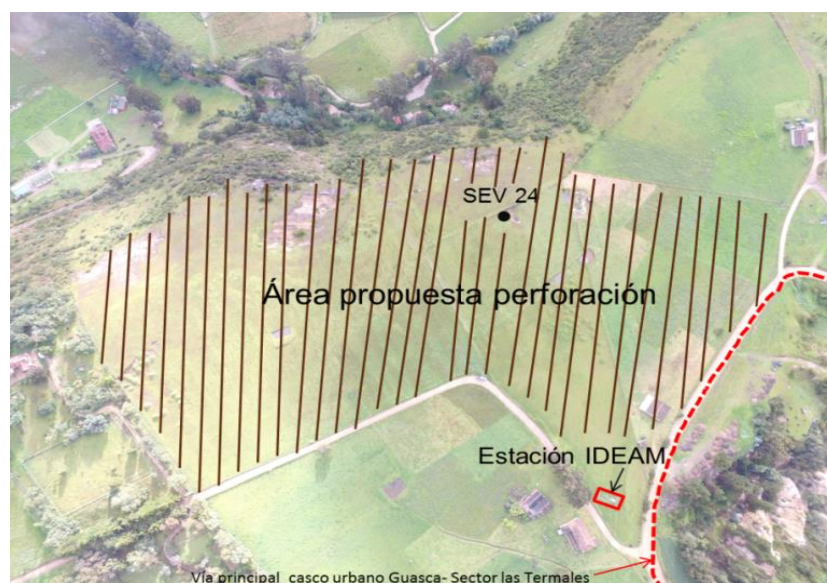 SEV 24
Área propuesta perforación
Estación IDEAM
Vía principal casco urbano Guasca- Sector las Termales